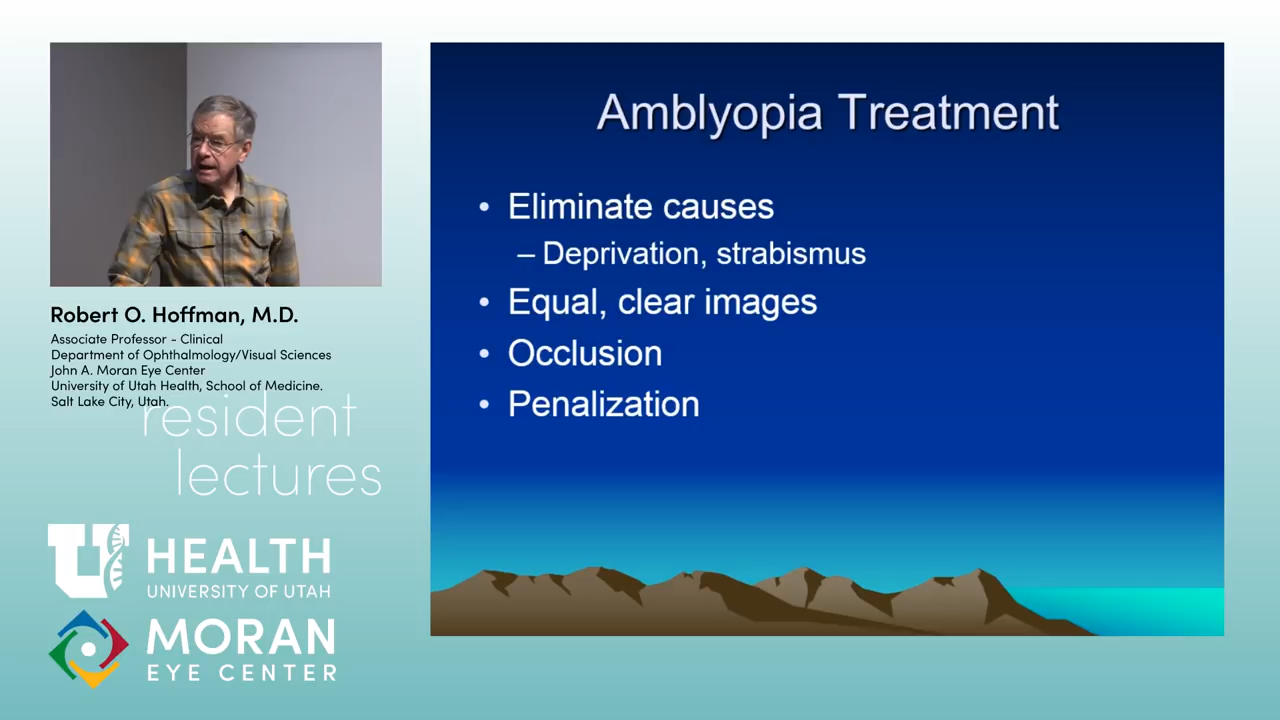 Amblyopia Treatment
• Eliminate causes
– Deprivation, strabismus
• Equal, clear images
• Occlusion
• Penalization
Robert O. Hoffman, M.D.
Associate Professor - Clinical
Department of Ophthalmology/Visual Sciences
John A. Moran Eye Center
University of Utah Health, School of Medicine.
Salt Lake City, Utah.
resident
lectures
U HEALTH
UNIVERSITY OF UTAH
MORAN
EYE CENTER